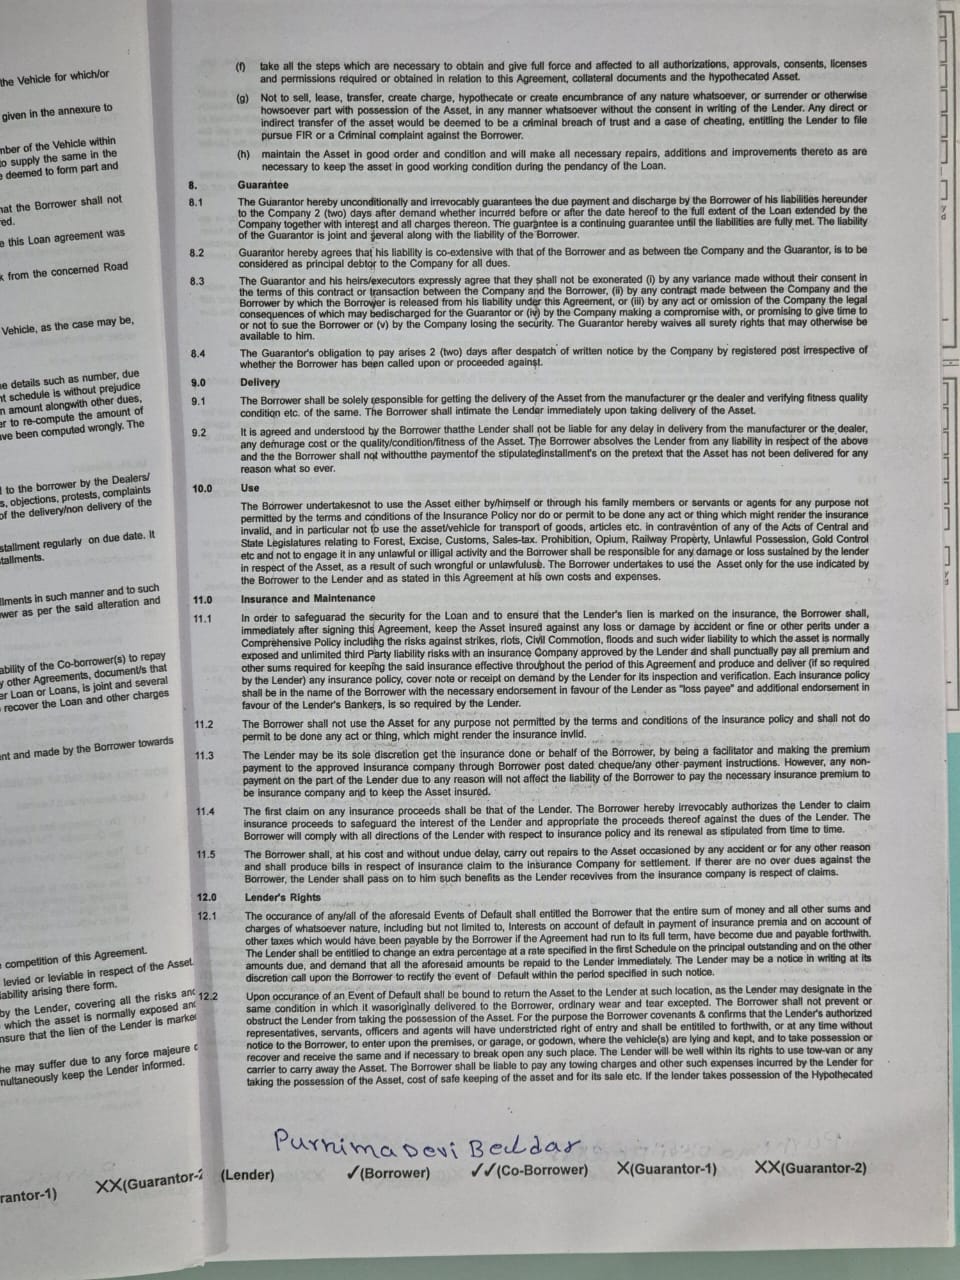 the Vehicle for which/or
given in the annexure to
mber of the Vehicle within
to supply the same in the
e deemed to form part and
hat the Borrower shall not
red.
e this Loan agreement was
k from the concerned Road
Vehicle, as the case may be,
e details such as number, due
nt schedule is without prejudice
n amount alongwith other dues,
er to re-compute the amount of
ave been computed wrongly. The
d to the borrower by the Dealers/
s, objections, protests, complaints
of the delivery/non delivery of the
stallment regularly on due date. It
tallments.
llments in such manner and to such
wer as per the said alteration and
ability of the Co-borrower(s) to repay
y other Agreements, document/s that
er Loan or Loans, is joint and several
recover the Loan and other charges
ent and made by the Borrower towards
competition of this Agreement.
levied or leviable in respect of the Asset
iability arising there form.
by the Lender, covering all the risks and
which the asset is normally exposed and
nsure that the lien of the Lender is marked
he may suffer due to any force majeure
multaneously keep the Lender informed.
rantor-1) XX(Guarantor-2
(f) take all the steps which are necessary to obtain and give full force and affected to all authorizations, approvals, consents, licenses
and permissions required or obtained in relation to this Agreement, collateral documents and the hypothecated Asset.
(g) Not to sell, lease, transfer, create charge, hypothecate or create encumbrance of any nature whatsoever, or surrender or otherwise
howsoever part with possession of the Asset, in any manner whatsoever without the consent in writing of the Lender. Any direct or
indirect transfer of the asset would be deemed to be a criminal breach of trust and a case of cheating, entitling the Lender to file
pursue FIR or a Criminal complaint against the Borrower.
(h) maintain the Asset in good order and condition and will make all necessary repairs, additions and improvements thereto as are
necessary to keep the asset in good working condition during the pendancy of the Loan.
8. Guarantee
8.1 The Guarantor hereby unconditionally and irrevocably guarantees the due payment and discharge by the Borrower of his liabilities hereunder
to the Company 2 (two) days after demand whether incurred before or after the date hereof to the full extent of the Loan extended by the
Company together with interest and all charges thereon. The guarantee is a continuing guarantee until the liabilities are fully met. The liability
of the Guarantor is joint and several along with the liability of the Borrower.
8.2 Guarantor hereby agrees that his liability is co-extensive with that of the Borrower and as between the Company and the Guarantor, is to be
considered as principal debtor to the Company for all dues.
8.3 The Guarantor and his heirs/executors expressly agree that they shall not be exonerated (i) by any variance made without their consent in
the terms of this contract or transaction between the Company and the Borrower, (ii) by any contract made between the Company and the
Borrower by which the Borrower is released from his liability under this Agreement, or (iii) by any act or omission of the Company the legal
consequences of which may bedischarged for the Guarantor or (iv) by the Company making a compromise with, or promising to give time to
or not to sue the Borrower or (v) by the Company losing the security. The Guarantor hereby waives all surety rights that may otherwise be
available to him.
8.4 The Guarantor's obligation to pay arises 2 (two) days after despatch of written notice by the Company by registered post irrespective of
whether the Borrower has been called upon or proceeded against.
9.0 Delivery
9.1 The Borrower shall be solely responsible for getting the delivery of the Asset from the manufacturer or the dealer and verifying fitness quality
condition etc. of the same. The Borrower shall intimate the Lender immediately upon taking delivery of the Asset.
9.2 It is agreed and understood by the Borrower thatthe Lender shall not be liable for any delay in delivery from the manufacturer or the dealer,
any demurage cost or the quality/condition/fitness of the Asset. The Borrower absolves the Lender from any liability in respect of the above
and the the Borrower shall not withoutthe paymentof the stipulatedinstallment's on the pretext that the Asset has not been delivered for any
reason what so ever.
10.0 Use
The Borrower undertakesnot to use the Asset either by/himself or through his family members or servants or agents for any purpose not
permitted by the terms and conditions of the Insurance Policy nor do or permit to be done any act or thing which might render the insurance
invalid, and in particular not to use the asset/vehicle for transport of goods, articles etc. in contravention of any of the Acts of Central and
State Legislatures relating to Forest, Excise, Customs, Sales-tax. Prohibition, Opium, Railway Property, Unlawful Possession, Gold Control
etc and not to engage it in any unlawful or illigal activity and the Borrower shall be responsible for any damage or loss sustained by the lender
in respect of the Asset, as a result of such wrongful or unlawfuluse. The Borrower undertakes to use the Asset only for the use indicated by
the Borrower to the Lender and as stated in this Agreement at his own costs and expenses.
11.0 Insurance and Maintenance
11.1 In order to safeguarad the security for the Loan and to ensure that the Lender's lien is marked on the insurance, the Borrower shall,
immediately after signing this Agreement, keep the Asset insured against any loss or damage by accident or fine or other perits under a
Comprehensive Policy including the risks against strikes, riots, Civil Commotion, floods and such wider liability to which the asset is normally
exposed and unlimited third Party liability risks with an insurance Company approved by the Lender and shall punctually pay all premium and
other sums required for keeping the said insurance effective throughout the period of this Agreement and produce and deliver (if so required
by the Lender) any insurance policy, cover note or receipt on demand by the Lender for its inspection and verification. Each insurance policy
shall be in the name of the Borrower with the necessary endorsement in favour of the Lender as "loss payee" and additional endorsement in
favour of the Lender's Bankers, is so required by the Lender.
11.2 The Borrower shall not use the Asset for any purpose not permitted by the terms and conditions of the insurance policy and shall not do
permit to be done any act or thing, which might render the insurance invlid.
11.3 The Lender may be its sole discretion get the insurance done or behalf of the Borrower, by being a facilitator and making the premium
payment to the approved insurance company through Borrower post dated cheque/any other payment instructions. However, any non-
payment on the part of the Lender due to any reason will not affect the liability of the Borrower to pay the necessary insurance premium to
be insurance company and to keep the Asset insured.
11.4 The first claim on any insurance proceeds shall be that of the Lender. The Borrower hereby irrevocably authorizes the Lender to claim
insurance proceeds to safeguard the interest of the Lender and appropriate the proceeds thereof against the dues of the Lender. The
Borrower will comply with all directions of the Lender with respect to insurance policy and its renewal as stipulated from time to time.
11.5 The Borrower shall, at his cost and without undue delay, carry out repairs to the Asset occasioned by any accident or for any other reason
and shall produce bills in respect of insurance claim to the insurance Company for settlement. If therer are no over dues against the
Borrower, the Lender shall pass on to him such benefits as the Lender recevives from the insurance company is respect of claims.
12.0 Lender's Rights
12.1 The occurance of any/all of the aforesaid Events of Default shall entitled the Borrower that the entire sum of money and all other sums and
charges of whatsoever nature, including but not limited to, Interests on account of default in payment of insurance premia and on account of
other taxes which would have been payable by the Borrower if the Agreement had run to its full term, have become due and payable forthwith.
The Lender shall be entitlied to change an extra percentage at a rate specified in the first Schedule on the principal outstanding and on the other
amounts due, and demand that all the aforesaid amounts be repaid to the Lender immediately. The Lender may be a notice in writing at its
discretion call upon the Borrower to rectify the event of Default within the period specified in such notice.
12.2 Upon occurance of an Event of Default shall be bound to return the Asset to the Lender at such location, as the Lender may designate in the
same condition in which it wasoriginally delivered to the Borrower, ordinary wear and tear excepted. The Borrower shall not prevent or
obstruct the Lender from taking the possession of the Asset. For the purpose the Borrower covenants & confirms that the Lender's authorized
representatives, servants, officers and agents will have understricted right of entry and shall be entitiled to forthwith, or at any time without
notice to the Borrower, to enter upon the premises, or garage, or godown, where the vehicle(s) are lying and kept, and to take possession or
recover and receive the same and if necessary to break open any such place. The Lender will be well within its rights to use tow-van or any
carrier to carry away the Asset. The Borrower shall be liable to pay any towing charges and other such expenses incurred by the Lender for
taking the possession of the Asset, cost of safe keeping of the asset and for its sale etc. If the lender takes possession of the Hypothecated
Purnima Devi Beldar
(Lender) ✓(Borrower) ✓✓(Co-Borrower) X(Guarantor-1) XX(Guarantor-2)